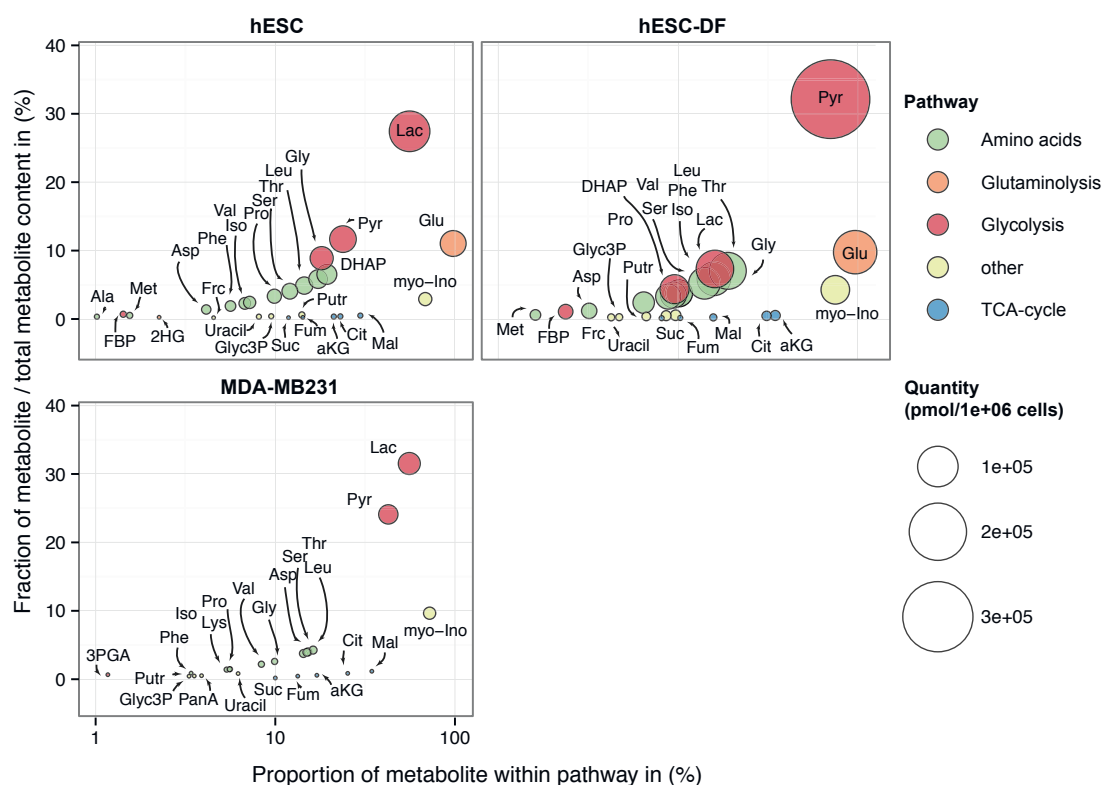 hESC
hESC-DF
MDA-MB231
Fraction of metabolite / total metabolite content in (%)
40
30
20
10
0
Lac
Gly
Leu
Thr
Ser
Pro
Val
Iso
Phe
Asp
Pyr
Glu
DHAP
myo-Ino
Ala
Met
Frc
Putr
FBP
2HG
Uracil
Glyc3P
Suc
Fum
aKG
Cit
Mal
Pyr
Leu
DHAP
Val
Phe
Thr
Pro
Ser
Iso
Lac
Gly
Glu
Glyc3P
Putr
Asp
myo-Ino
Met
FBP
Frc
Uracil
Suc
Fum
Mal
Cit
aKG
40
30
20
10
0
Lac
Pyr
Thr
Ser
Leu
Asp
Val
Gly
Pro
Iso
Lys
Phe
myo-Ino
Cit
Mal
3PGA
Putr
Glyc3P
PanA
Uracil
Suc
Fum
aKG
1
10
100
Proportion of metabolite within pathway in (%)
Pathway
Amino acids
Glutaminolysis
Glycolysis
other
TCA-cycle
Quantity
(pmol/1e+06 cells)
1e+05
2e+05
3e+05